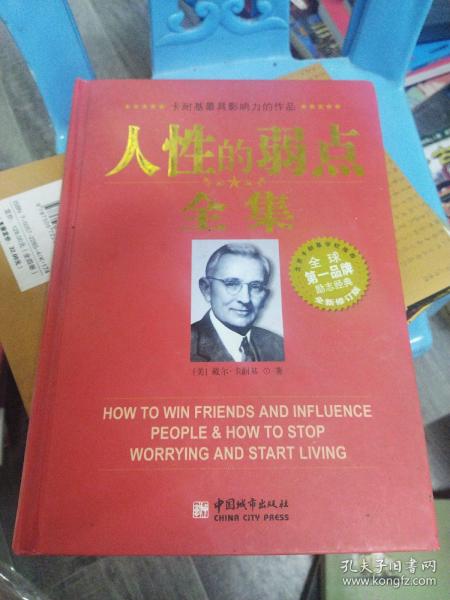 卡耐基最具影响力的作品
人性的弱点
全集
全球
第一品牌
励志经典
全新修订版
[美] 戴尔·卡耐基 ⊙ 著
HOW TO WIN FRIENDS AND INFLUENCE
PEOPLE & HOW TO STOP
WORRYING AND START LIVING
中国城市出版社
CHINA CITY PRESS
孔夫子旧书网
www.kongfz.com